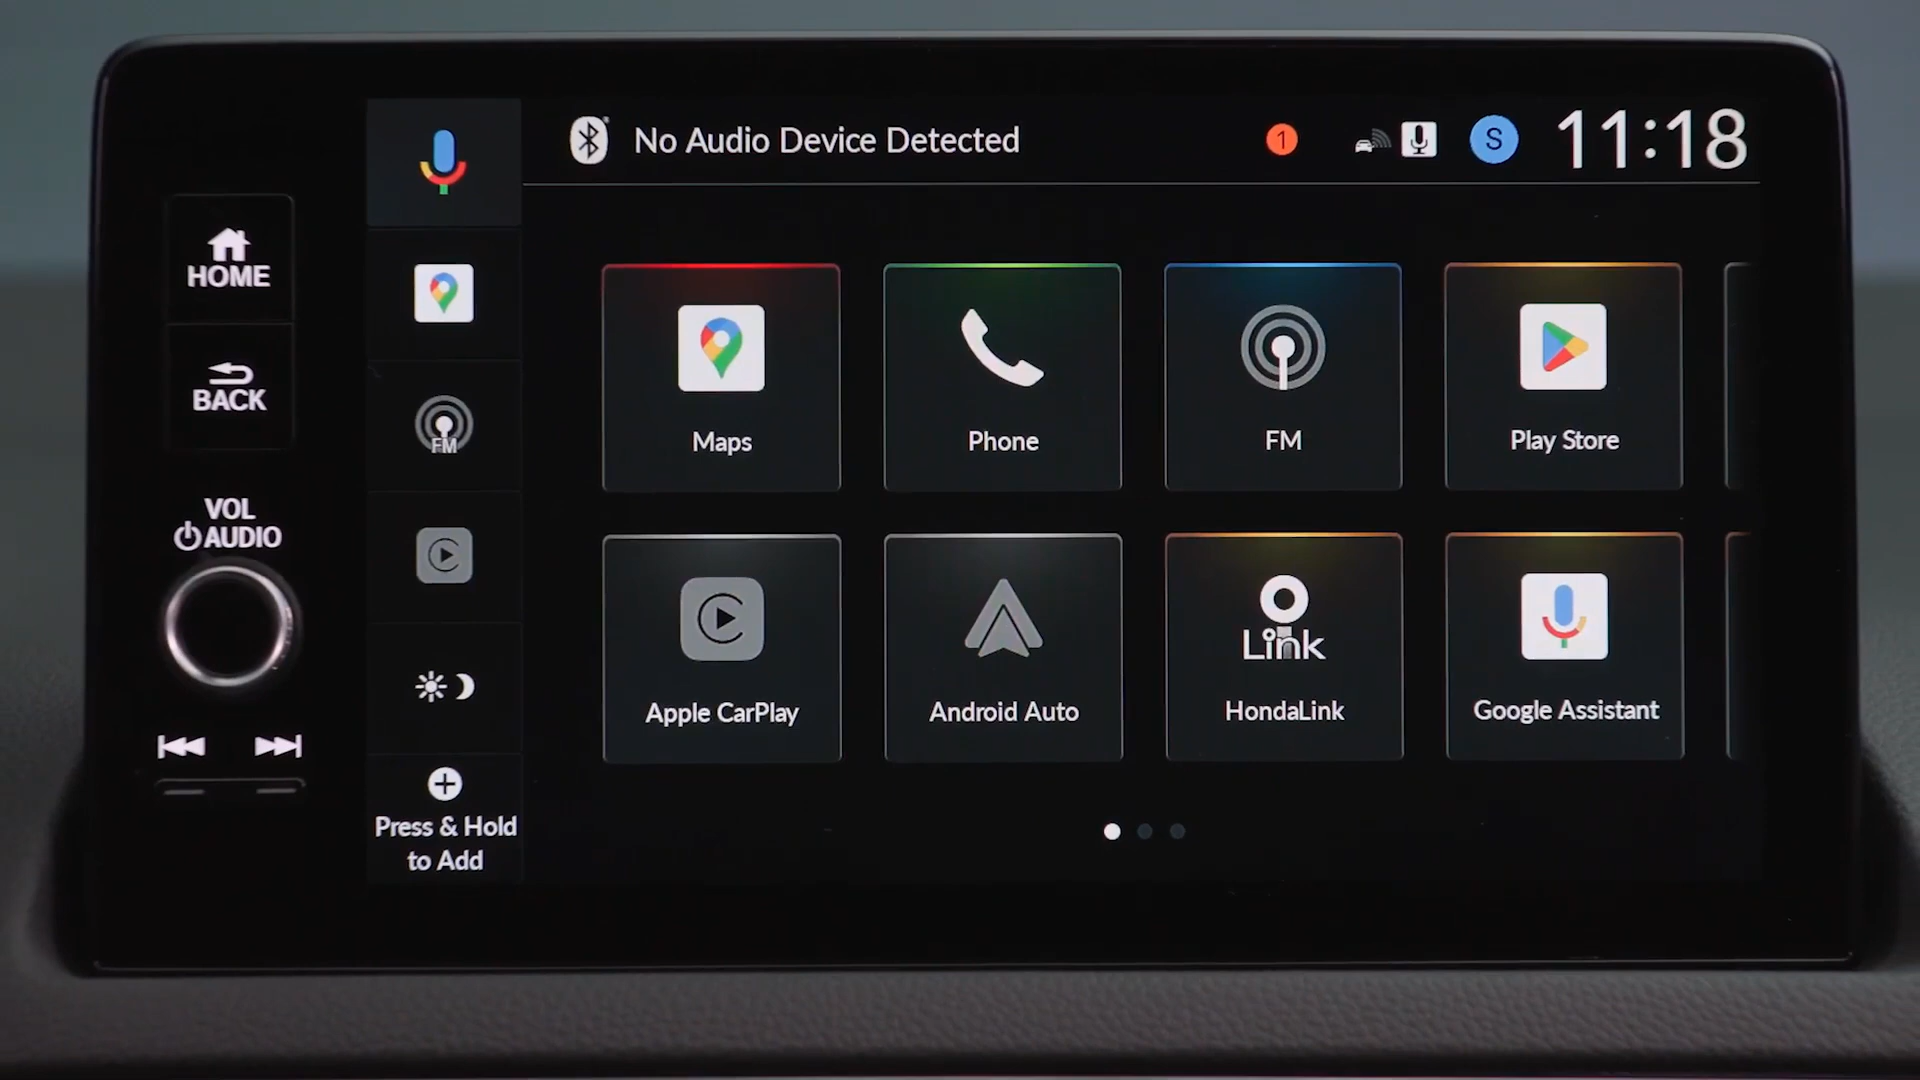 No Audio Device Detected
1
S
11:18
HOME
BACK
VOL
AUDIO
FM
Press & Hold
to Add
Maps
Phone
FM
Play Store
Apple CarPlay
Android Auto
Link
HondaLink
Google Assistant